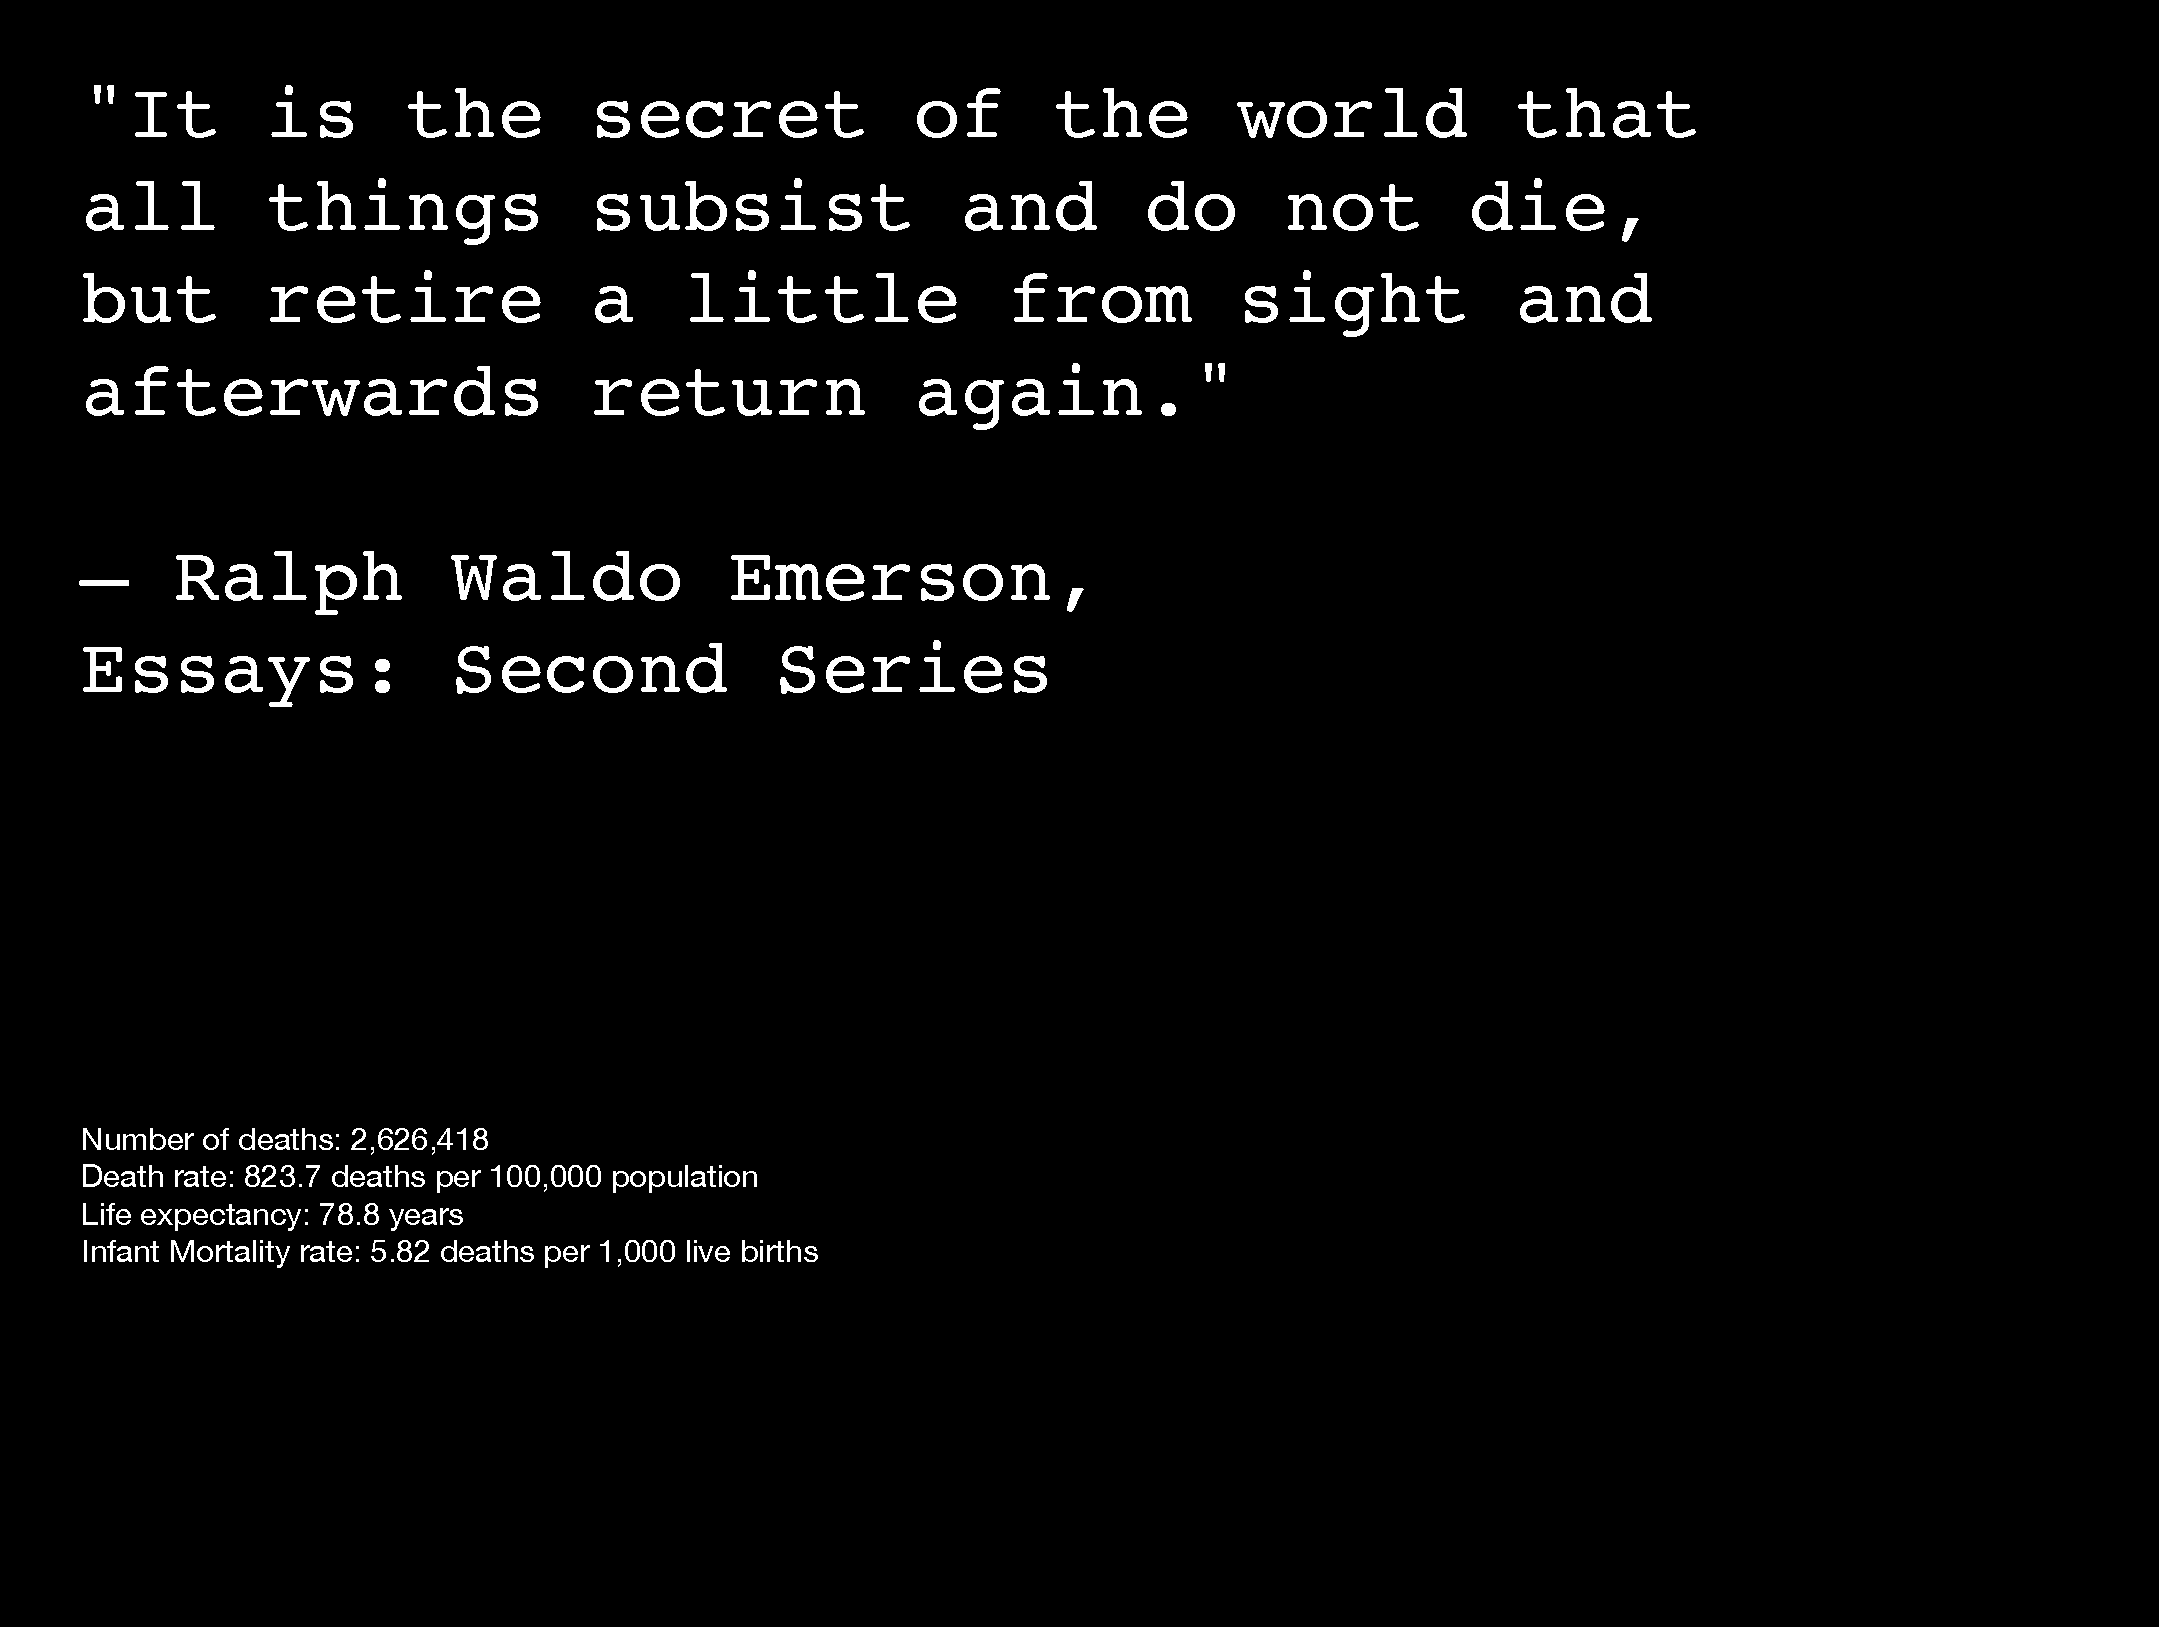 "It is the secret of the world that
all things subsist and do not die,
but retire a little from sight and
afterwards return again."
— Ralph Waldo Emerson,
Essays: Second Series
Number of deaths: 2,626,418
Death rate: 823.7 deaths per 100,000 population
Life expectancy: 78.8 years
Infant Mortality rate: 5.82 deaths per 1,000 live births